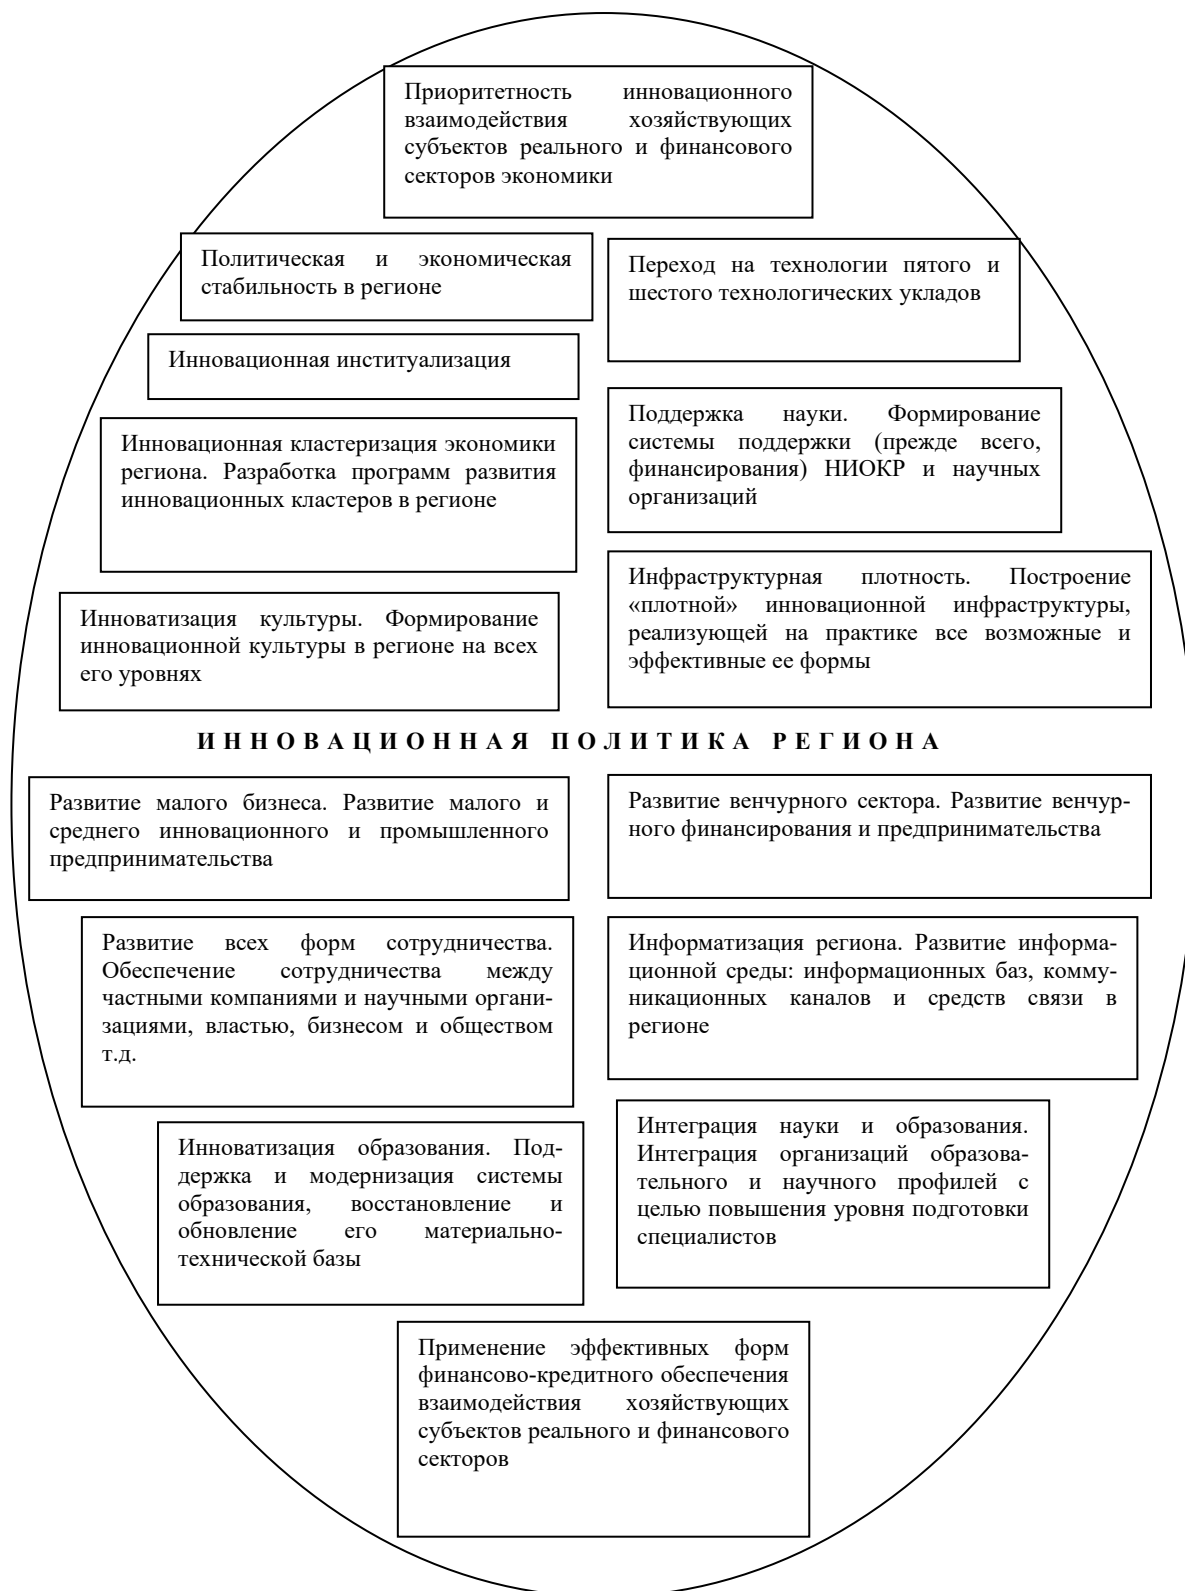 Приоритетность инновационного
взаимодействия хозяйствующих
субъектов реального и финансового
секторов экономики
Политическая и экономическая
стабильность в регионе
Переход на технологии пятого и
шестого технологических укладов
Инновационная институализация
Поддержка науки. Формирование
системы поддержки (прежде всего,
финансирования) НИОКР и научных
организаций
Инновационная кластеризация экономики
региона. Разработка программ развития
инновационных кластеров в регионе
Инфраструктурная плотность. Построение
«плотной» инновационной инфраструктуры,
реализующей на практике все возможные и
эффективные ее формы
Инноватизация культуры. Формирование
инновационной культуры в регионе на всех
его уровнях
ИННОВАЦИОННАЯ ПОЛИТИКА РЕГИОНА
Развитие малого бизнеса. Развитие малого и
среднего инновационного и промышленного
предпринимательства
Развитие венчурного сектора. Развитие венчур-
ного финансирования и предпринимательства
Развитие всех форм сотрудничества.
Обеспечение сотрудничества между
частными компаниями и научными органи-
зациями, властью, бизнесом и обществом
т.д.
Информатизация региона. Развитие информа-
ционной среды: информационных баз, комму-
никационных каналов и средств связи в
регионе
Инноватизация образования. Под-
держка и модернизация системы
образования, восстановление и
обновление его материально-
технической базы
Интеграция науки и образования.
Интеграция организаций образова-
тельного и научного профилей с
целью повышения уровня подготовки
специалистов
Применение эффективных форм
финансово-кредитного обеспечения
взаимодействия хозяйствующих
субъектов реального и финансового
секторов